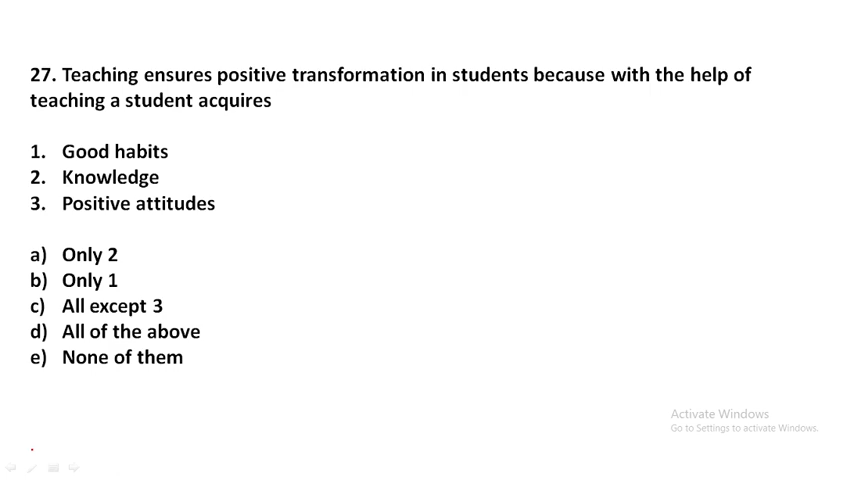 27. Teaching ensures positive transformation in students because with the help of
teaching a student acquires
1. Good habits
2. Knowledge
3. Positive attitudes
a) Only 2
b) Only 1
c) All except 3
d) All of the above
e) None of them
Activate Windows
Go to Settings to activate Windows.